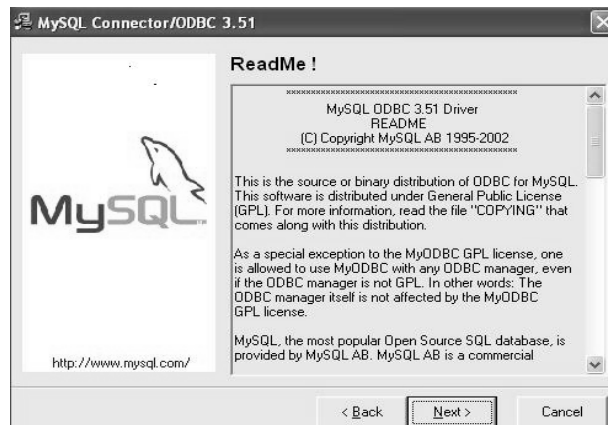 MySQL Connector/ODBC 3.51
ReadMe !
MySQL
http://www.mysql.com/
××××××××××××××××××××××××××××××××××××××××××××××××
MySQL ODBC 3.51 Driver
README
(C) Copyright MySQL AB 1995-2002
××××××××××××××××××××××××××××××××××××××××××××××××
This is the source or binary distribution of ODBC for MySQL.
This software is distributed under General Public License
(GPL). For more information, read the file "COPYING" that
comes along with this distribution.
As a special exception to the MyODBC GPL license, one
is allowed to use MyODBC with any ODBC manager, even
if the ODBC manager is not GPL. In other words: The
ODBC manager itself is not affected by the MyODBC
GPL license.
MySQL, the most popular Open Source SQL database, is
provided by MySQL AB. MySQL AB is a commercial
< Back
Next >
Cancel